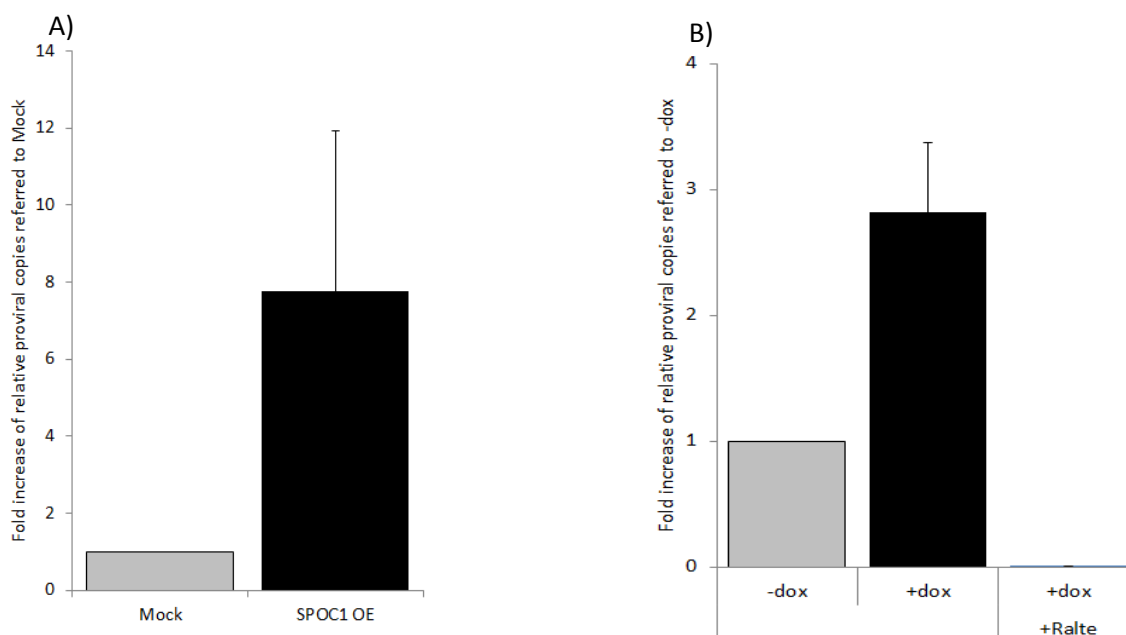 A)
Fold increase of relative proviral copies referred to Mock
14
12
10
8
6
4
2
0
Mock SPOC1 OE
B)
Fold increase of relative proviral copies referred to -dox
4
3
2
1
0
-dox +dox +dox
+Ralte